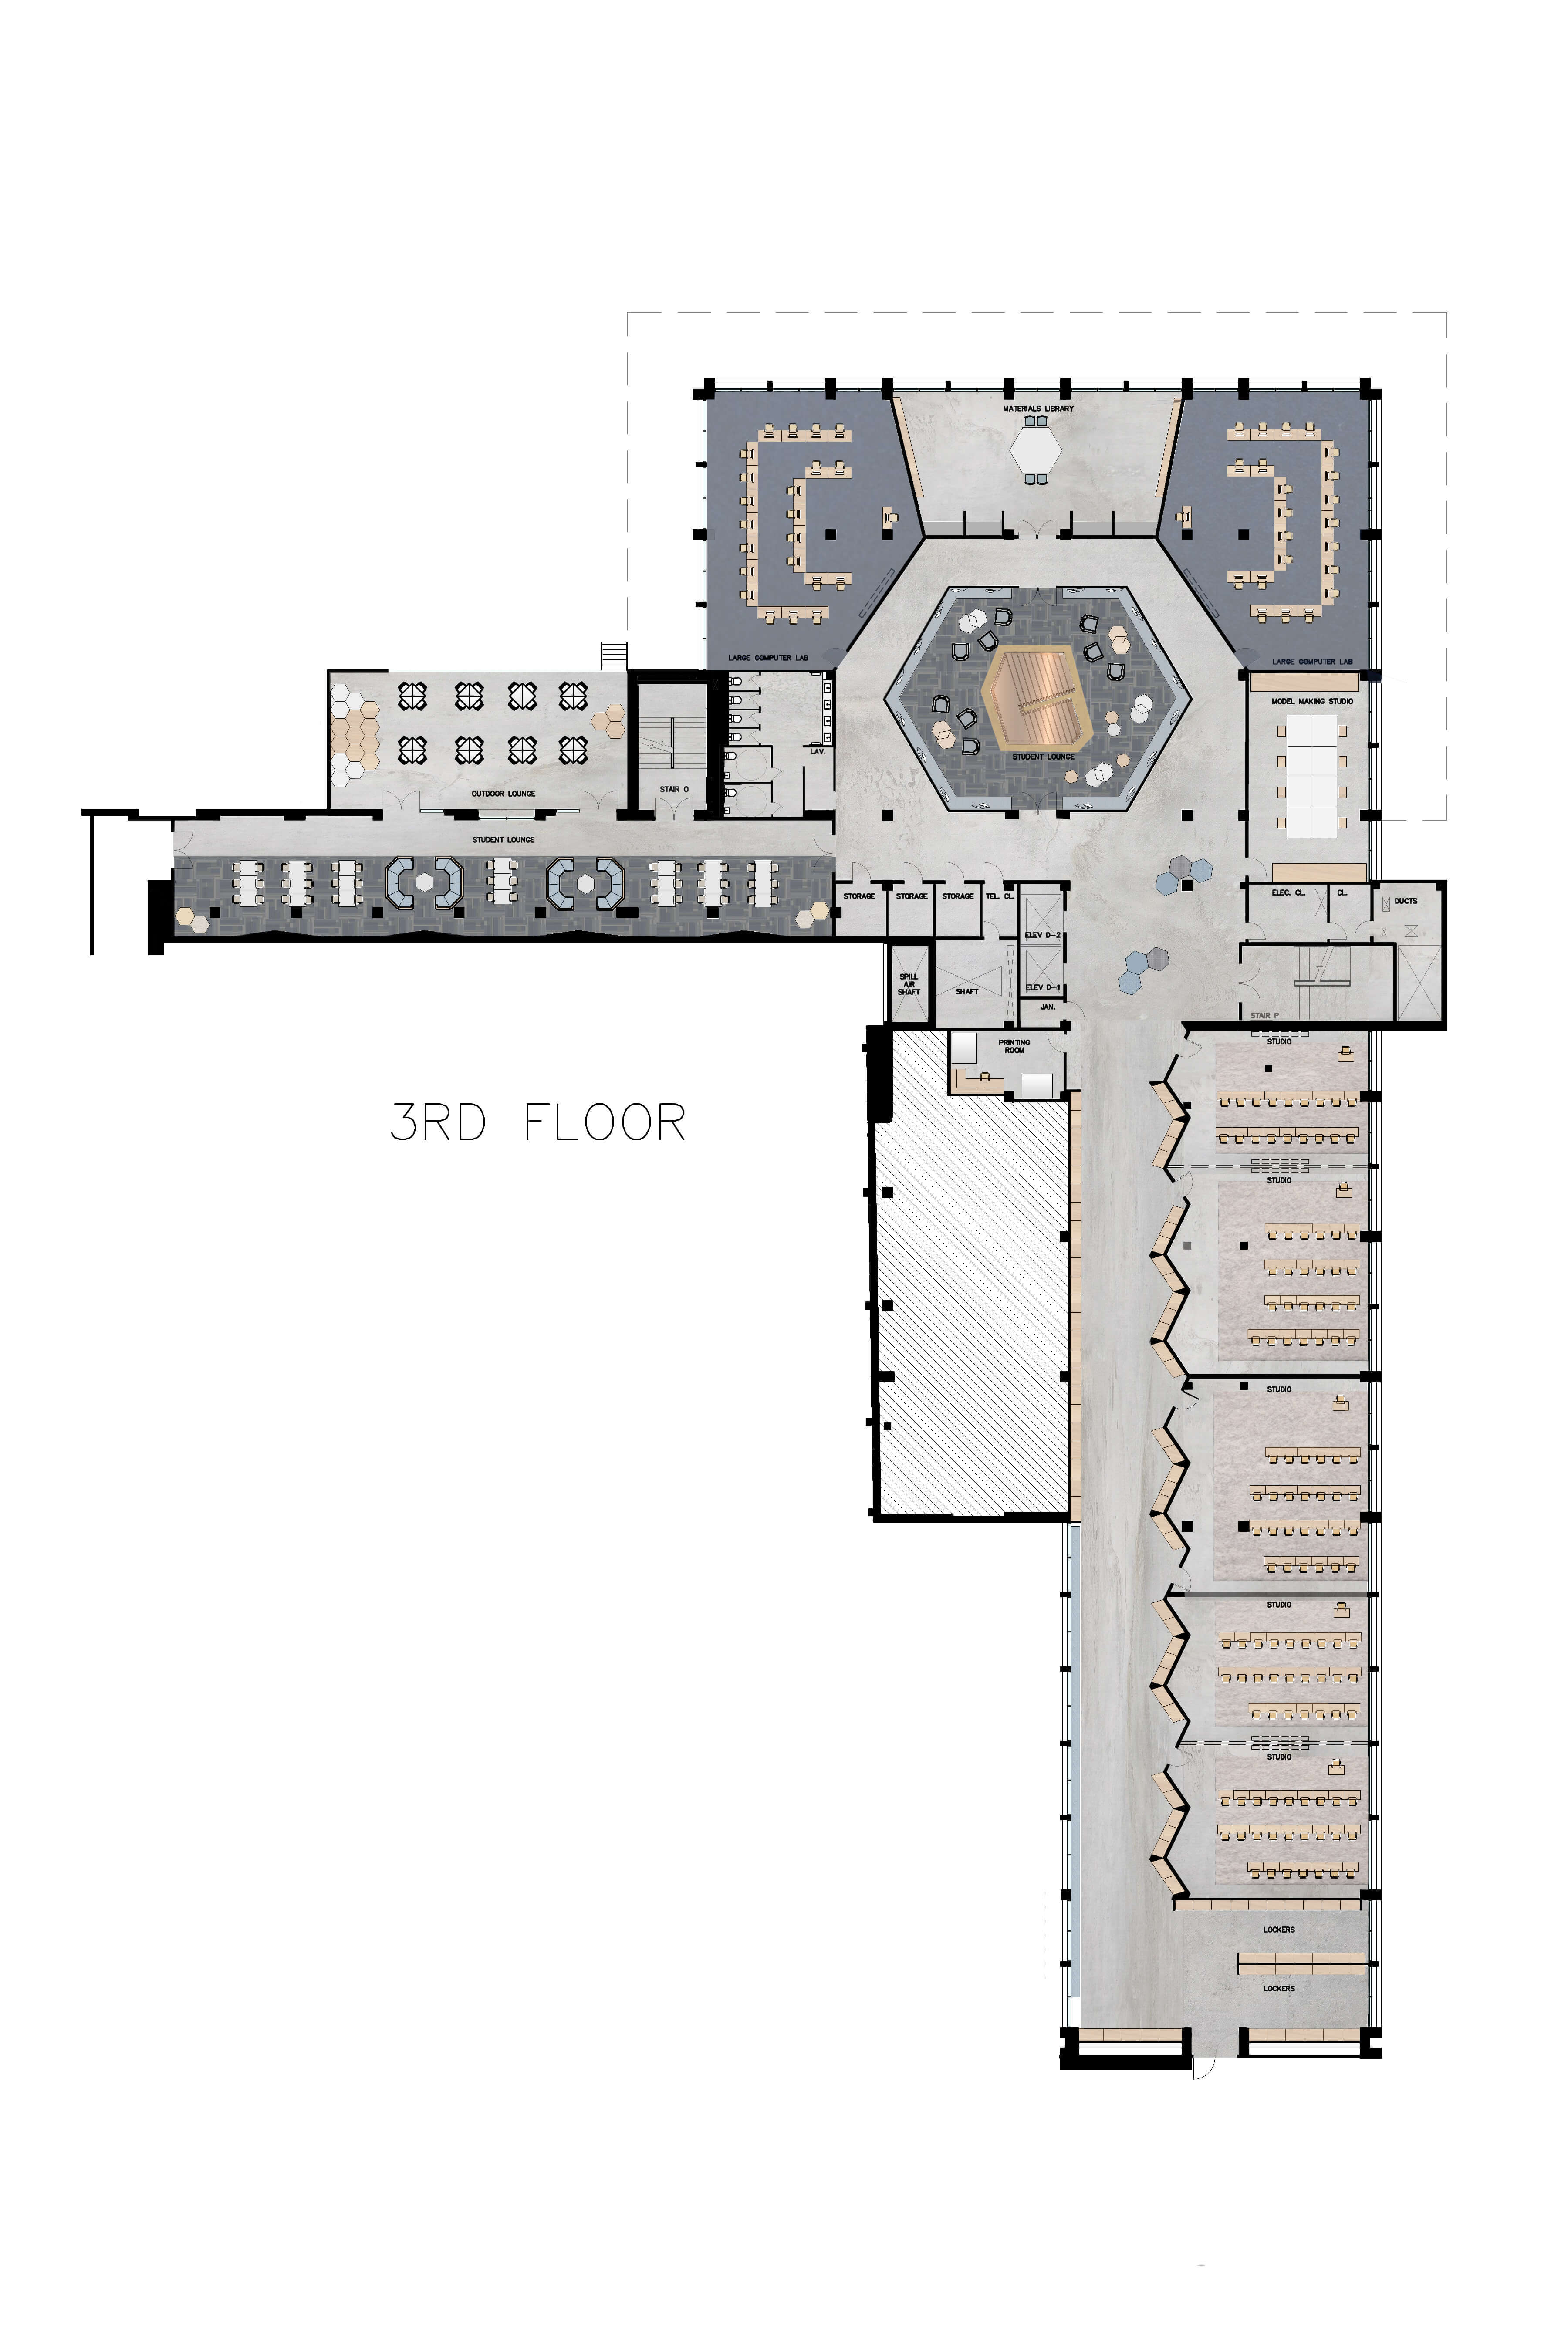 MATERIALS LIBRARY
LARGE COMPUTER LAB
LARGE COMPUTER LAB
MODEL MAKING STUDIO
LAV.
STUDENT LOUNGE
STAIR O
OUTDOOR LOUNGE
STUDENT LOUNGE
STORAGE
STORAGE
STORAGE
TEL. CL.
ELEC. CL.
CL.
DUCTS
ELEV D-2
SPILL
AIR
SHAFT
SHAFT
ELEV D-1
JAN.
STAIR P
PRINTING
ROOM
STUDIO
3RD FLOOR
STUDIO
STUDIO
STUDIO
STUDIO
LOCKERS
LOCKERS